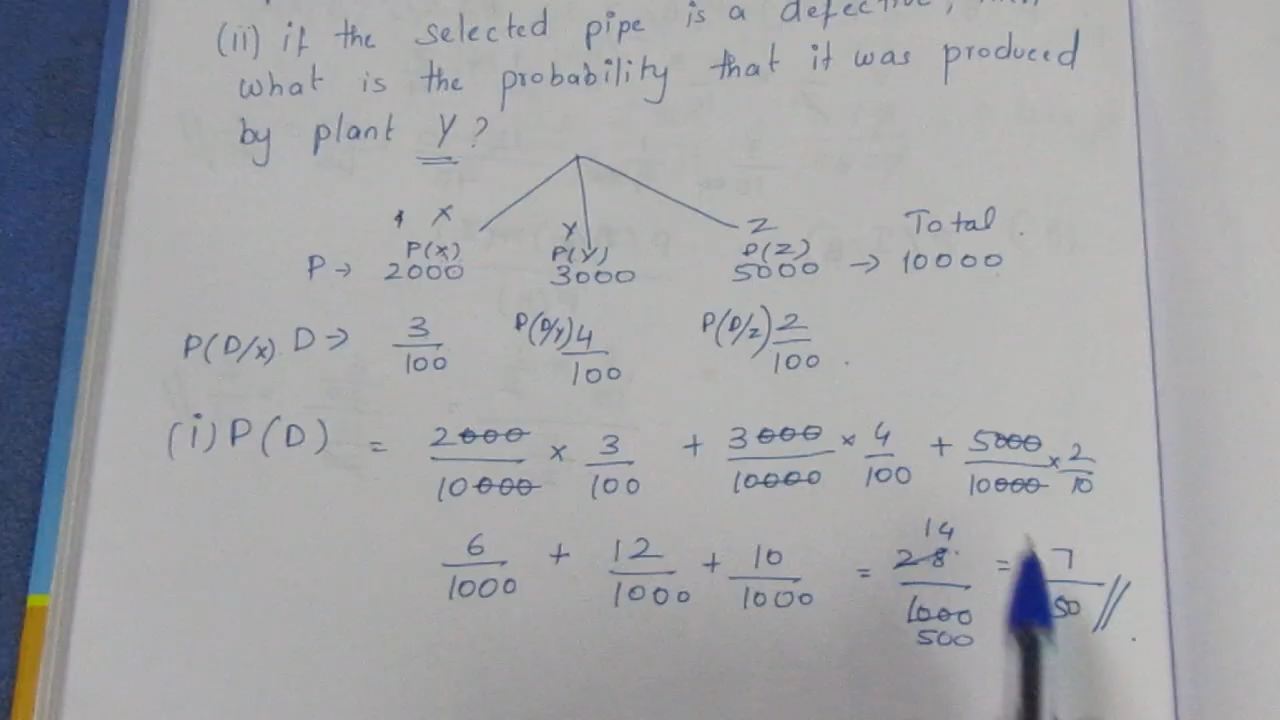 (ii) if the selected pipe is a defective,
what is the probability that it was produced
by plant Y?
X Y Z Total
P(X) P(Y) P(Z)
P → 2000 3000 5000 → 10000
P(D/X) D → 3/100 P(D/Y) 4/100 P(D/Z) 2/100
(i) P(D) = 2000/10000 × 3/100 + 3000/10000 × 4/100 + 5000/10000 × 2/10
6/1000 + 12/1000 + 10/1000 = 28/1000 14/500 = 7/50 //